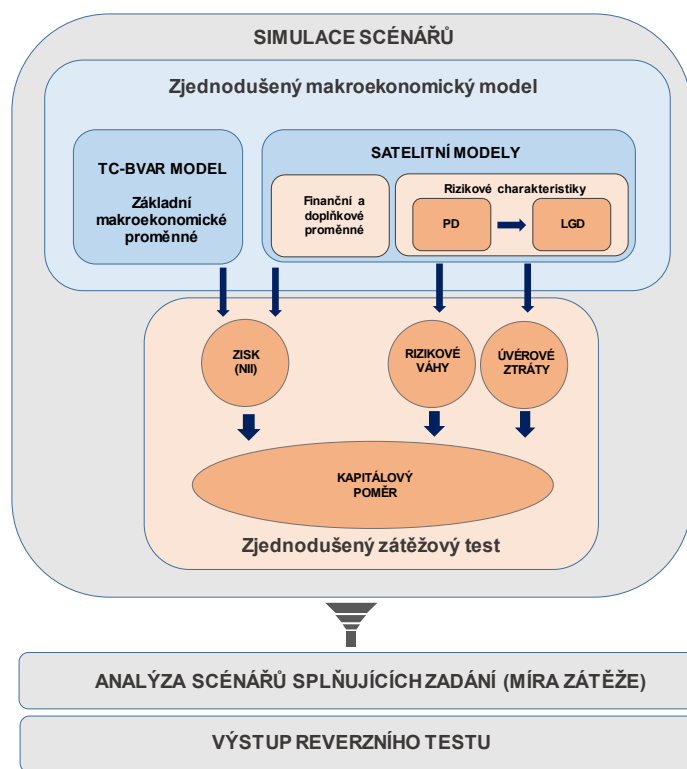 SIMULACE SCÉNÁŘŮ
Zjednodušený makroekonomický model
TC-BVAR MODEL
Základní
makroekonomické
proměnné
SATELITNÍ MODELY
Finanční a
doplňkové
proměnné
Rizikové charakteristiky
PD
LGD
ZISK
(NII)
RIZIKOVÉ
VÁHY
ÚVĚROVÉ
ZTRÁTY
KAPITÁLOVÝ
POMĚR
Zjednodušený zátěžový test
ANALÝZA SCÉNÁŘŮ SPLŇUJÍCÍCH ZADÁNÍ (MÍRA ZÁTĚŽE)
VÝSTUP REVERZNÍHO TESTU